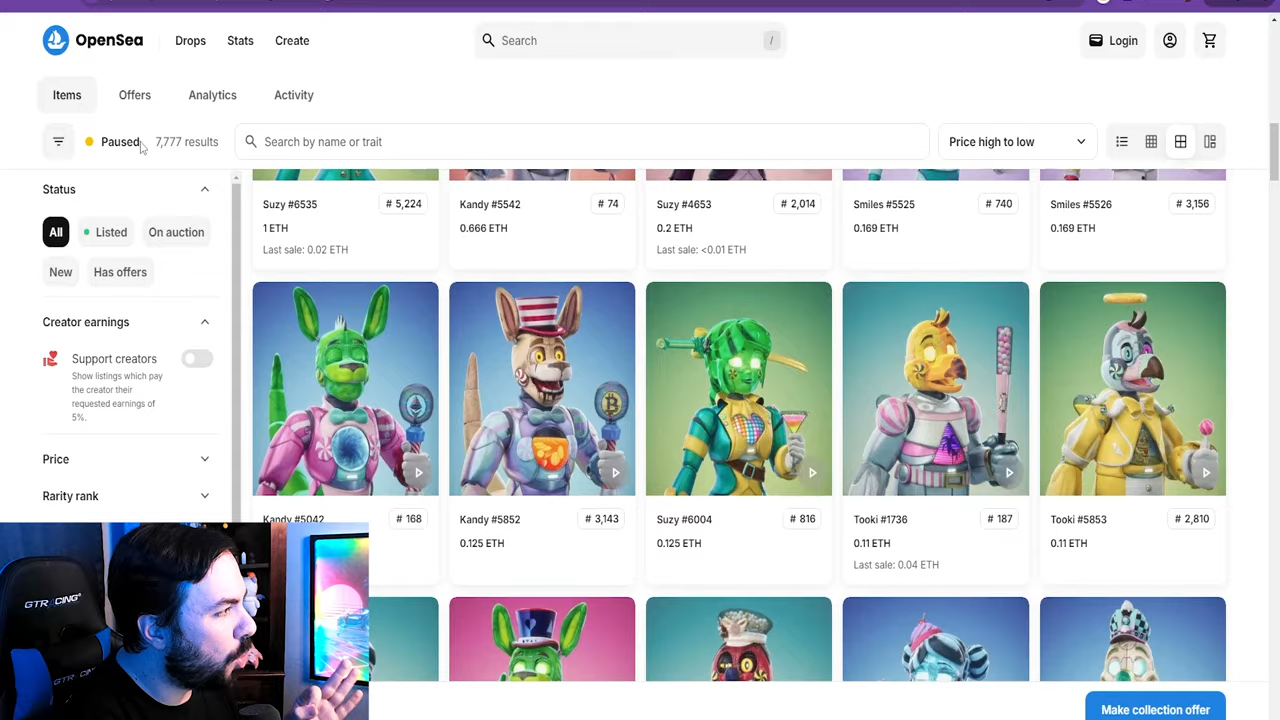 OpenSea
Drops
Stats
Create
Search
/
Login
Items
Offers
Analytics
Activity
Paused
7,777 results
Search by name or trait
Price high to low
Status
All
Listed
On auction
New
Has offers
Creator earnings
Support creators
Show listings which pay
the creator their
requested earnings of
5%.
Price
Rarity rank
Suzy #6535
# 5,224
1 ETH
Last sale: 0.02 ETH
Kandy #5542
# 74
0.666 ETH
Suzy #4653
# 2,014
0.2 ETH
Last sale: <0.01 ETH
Smiles #5525
# 740
0.169 ETH
Smiles #5526
# 3,156
0.169 ETH
Kandy #5042
# 168
Kandy #5852
# 3,143
0.125 ETH
Suzy #6004
# 816
0.125 ETH
Tooki #1736
# 187
0.11 ETH
Last sale: 0.04 ETH
Tooki #5853
# 2,810
0.11 ETH
GTRACING
Make collection offer